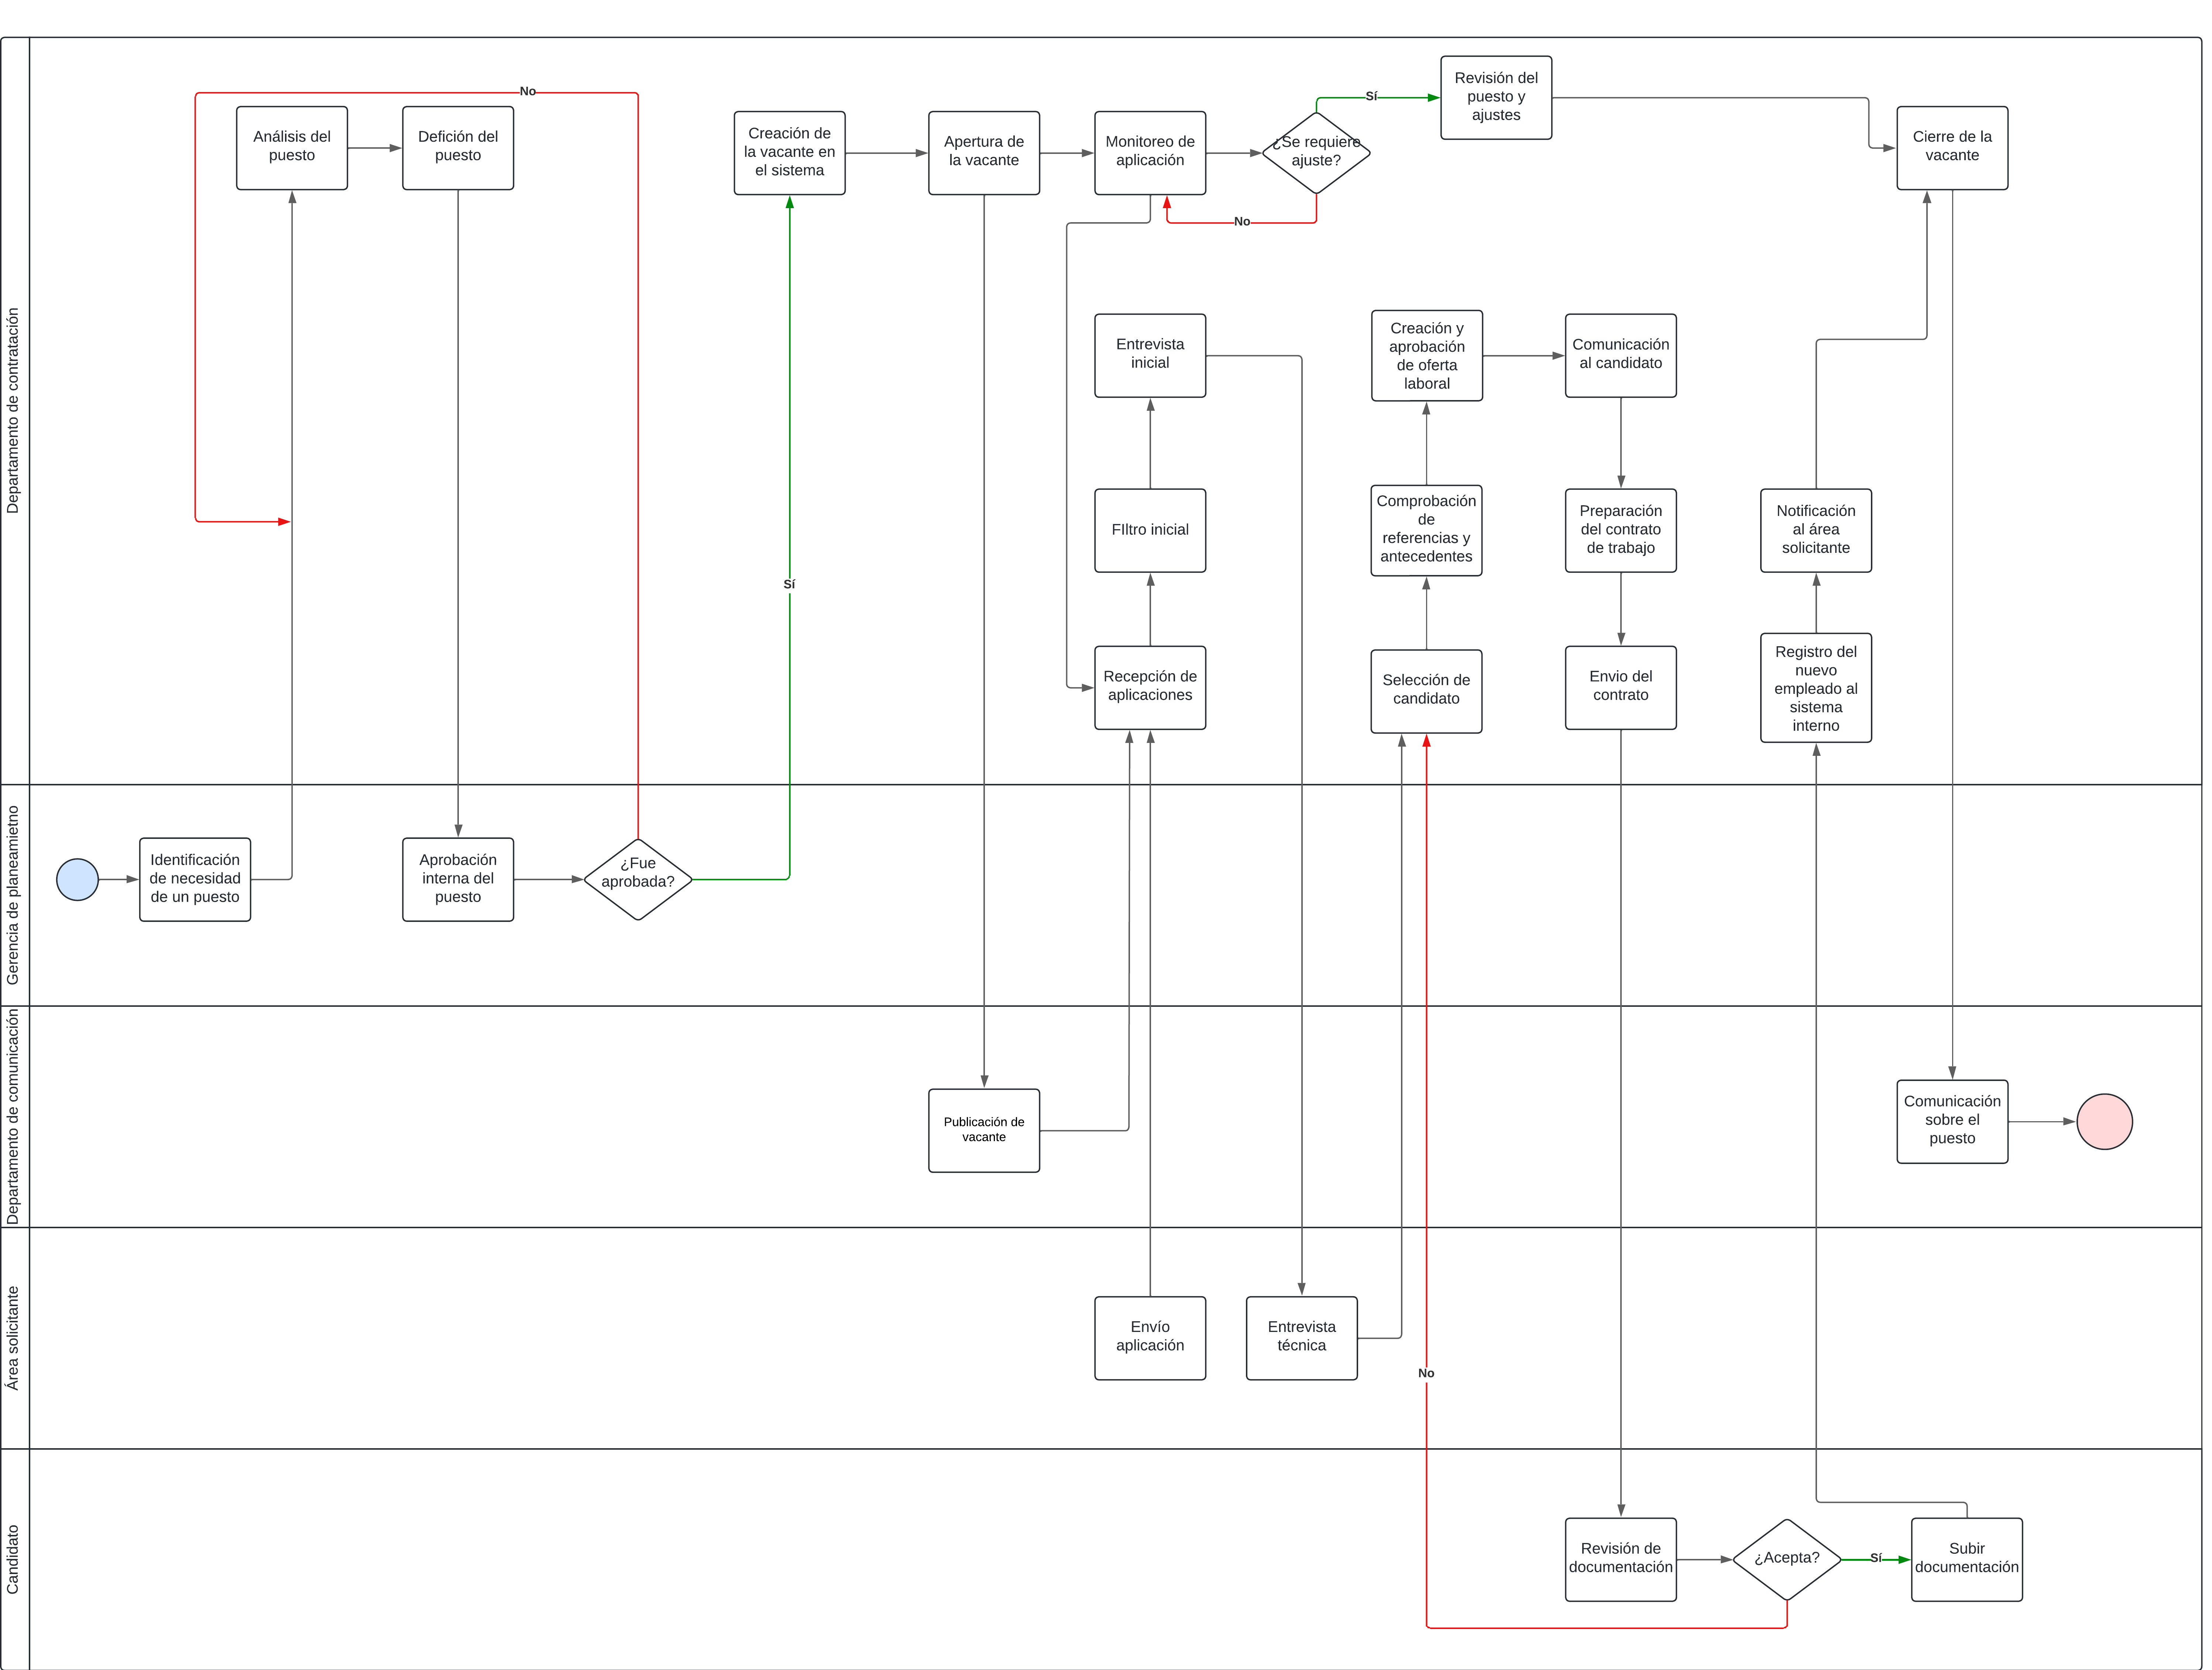 Departamento de contratación
No
Análisis del
puesto
Defición del
puesto
Creación de
la vacante en
el sistema
Apertura de
la vacante
Monitoreo de
aplicación
¿Se requiere
ajuste?
Sí
No
Revisión del
puesto y
ajustes
Cierre de la
vacante
Entrevista
inicial
Creación y
aprobación
de oferta
laboral
Comunicación
al candidato
FIltro inicial
Comprobación
de
referencias y
antecedentes
Preparación
del contrato
de trabajo
Notificación
al área
solicitante
Sí
Recepción de
aplicaciones
Selección de
candidato
Envio del
contrato
Registro del
nuevo
empleado al
sistema
interno
Gerencia de planeamietno
Identificación
de necesidad
de un puesto
Aprobación
interna del
puesto
¿Fue
aprobada?
Departamento de comunicación
Publicación de
vacante
Comunicación
sobre el
puesto
Área solicitante
Envío
aplicación
Entrevista
técnica
No
Candidato
Revisión de
documentación
¿Acepta?
Sí
Subir
documentación